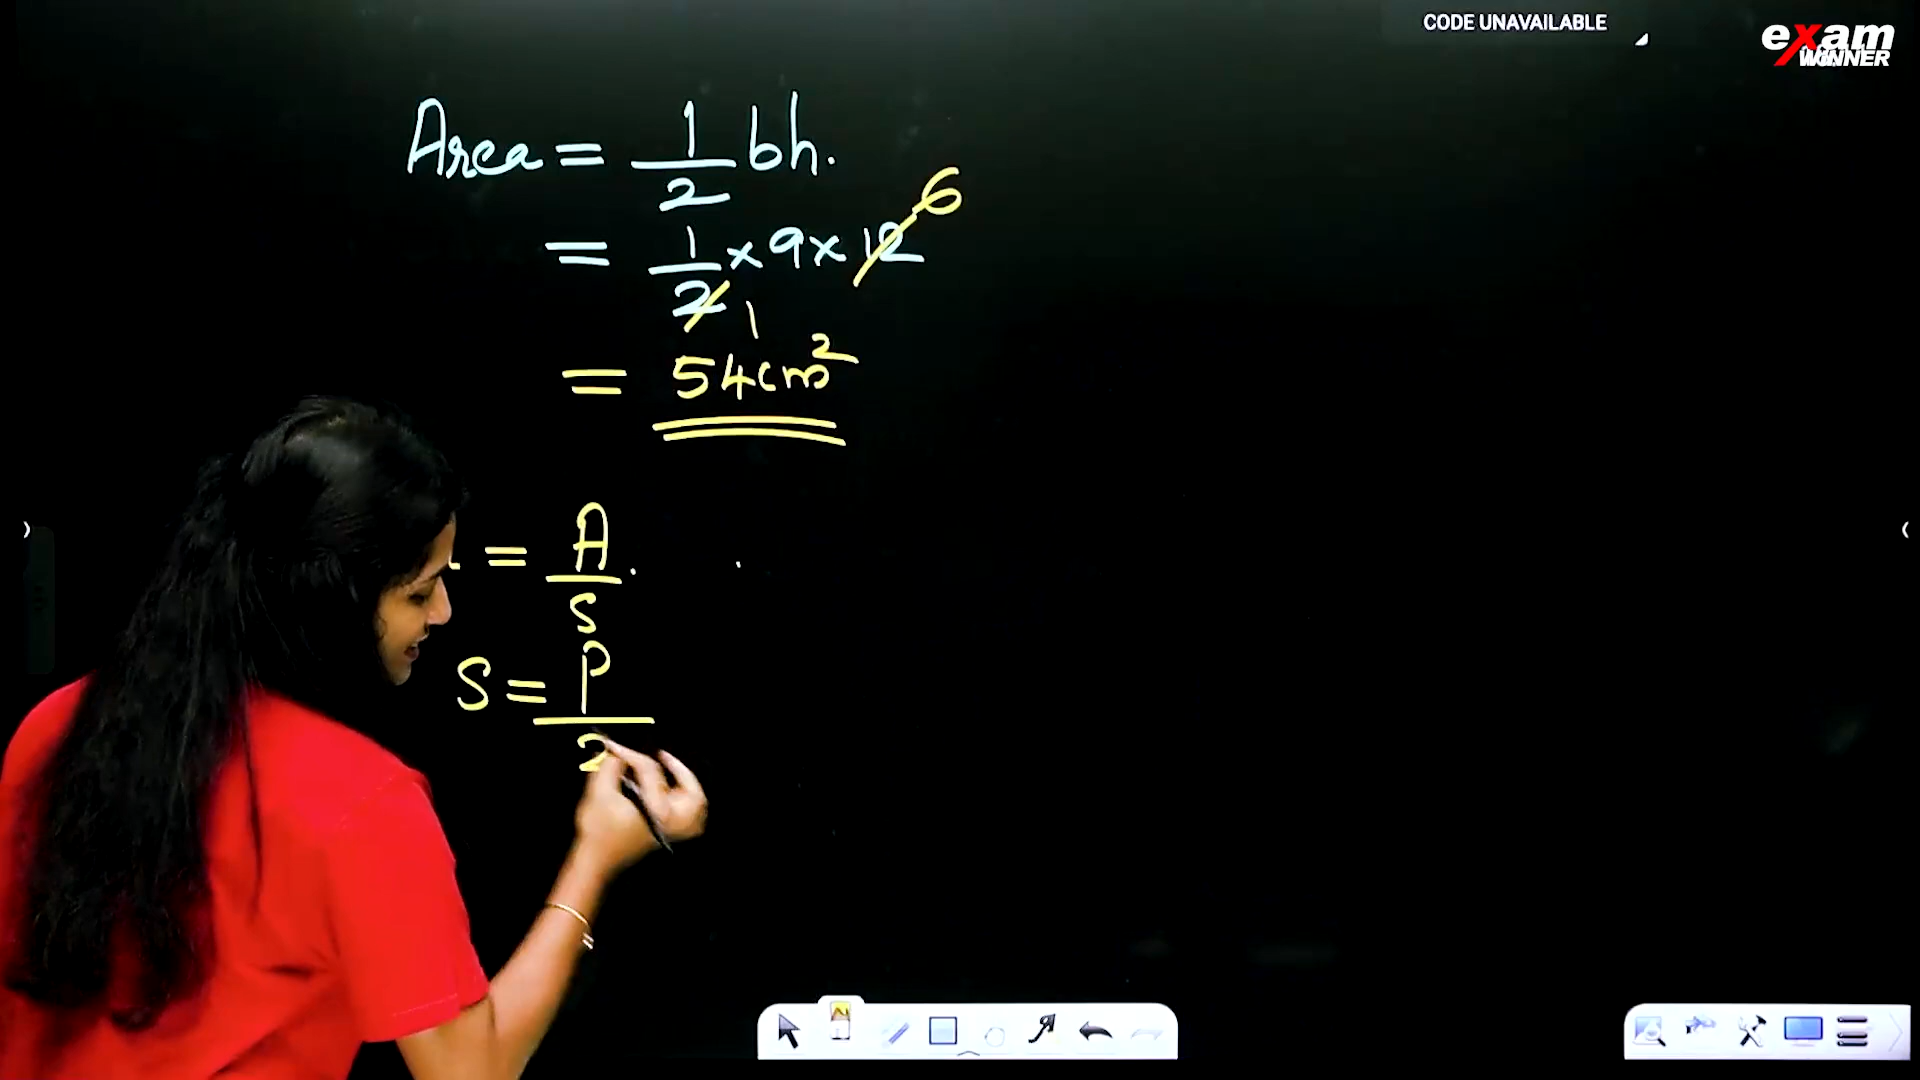 CODE UNAVAILABLE
exam
WINNER
Area = 1/2 bh.
= 1/2 × 9 × 12 6
1
= 54cm²
= A/s.
S = P/2